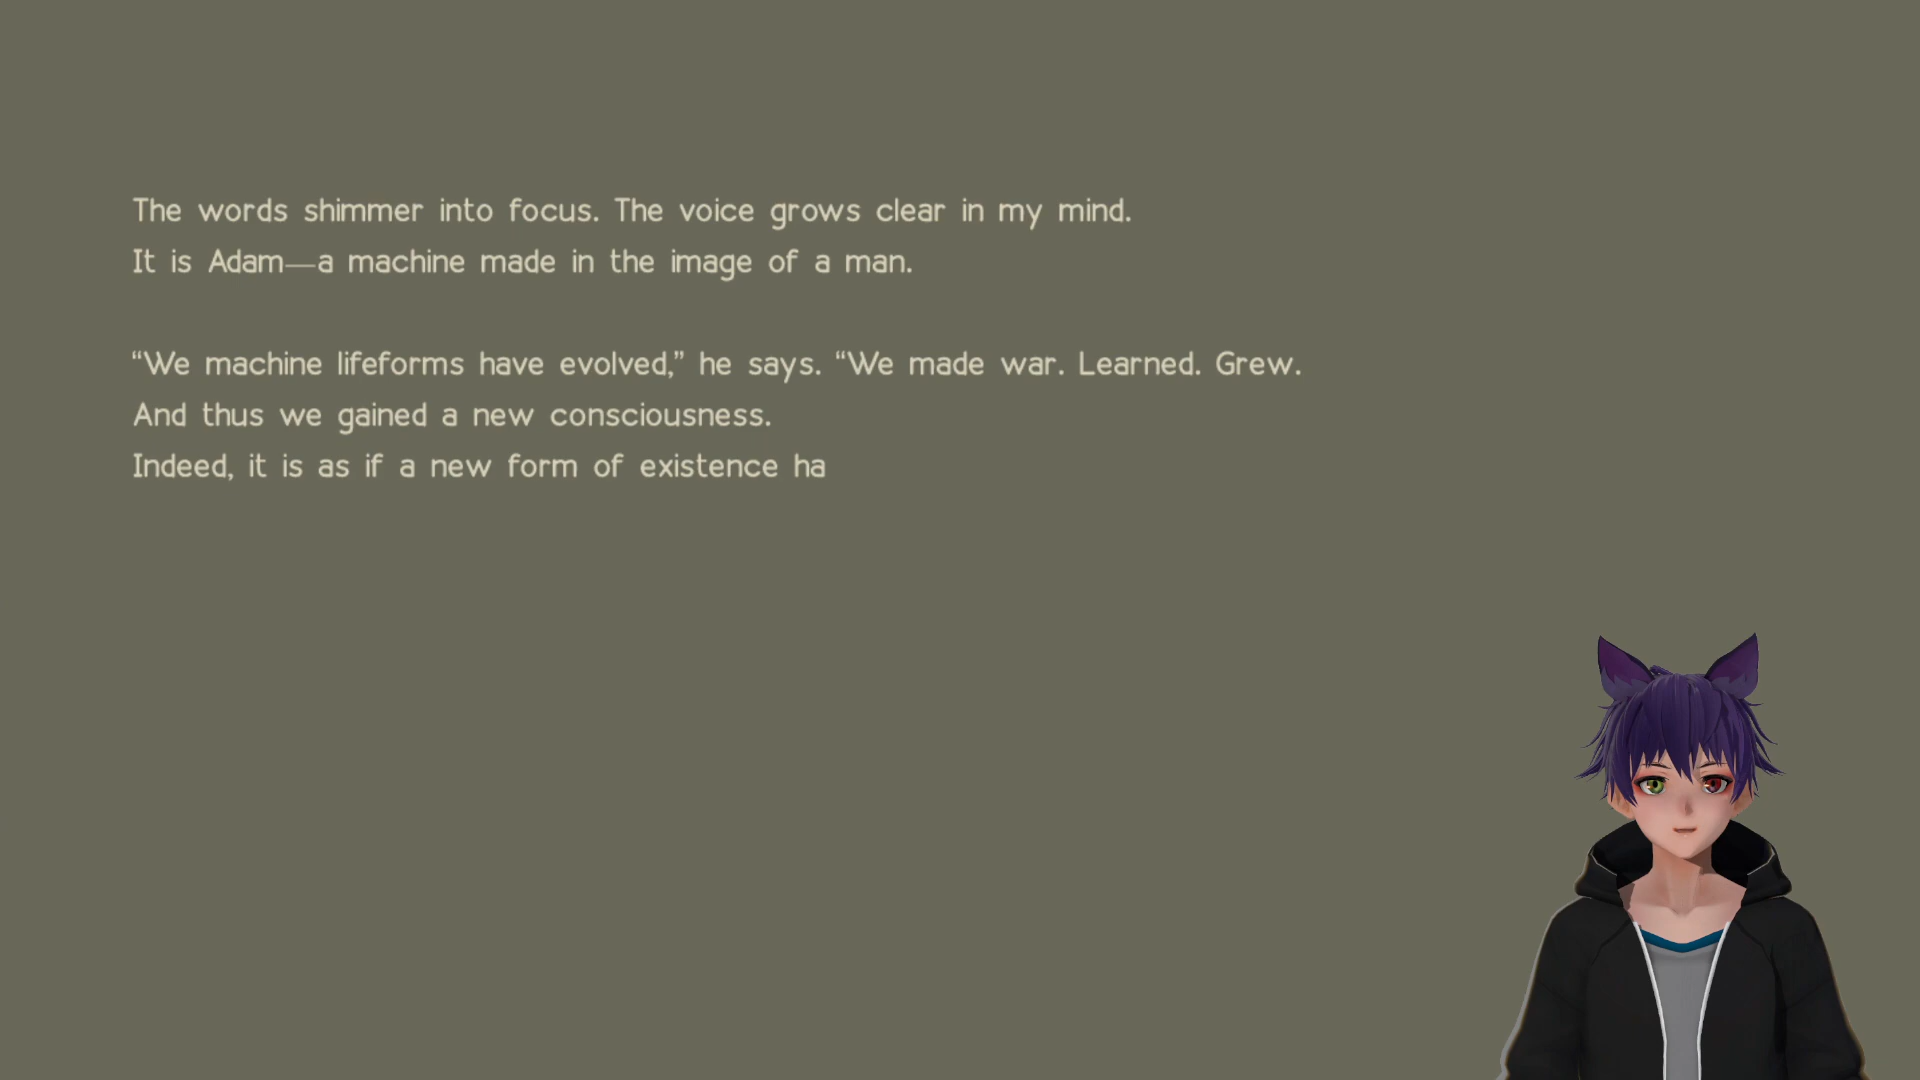 The words shimmer into focus. The voice grows clear in my mind.
It is Adam—a machine made in the image of a man.
“We machine lifeforms have evolved,” he says. “We made war. Learned. Grew.
And thus we gained a new consciousness.
Indeed, it is as if a new form of existence ha